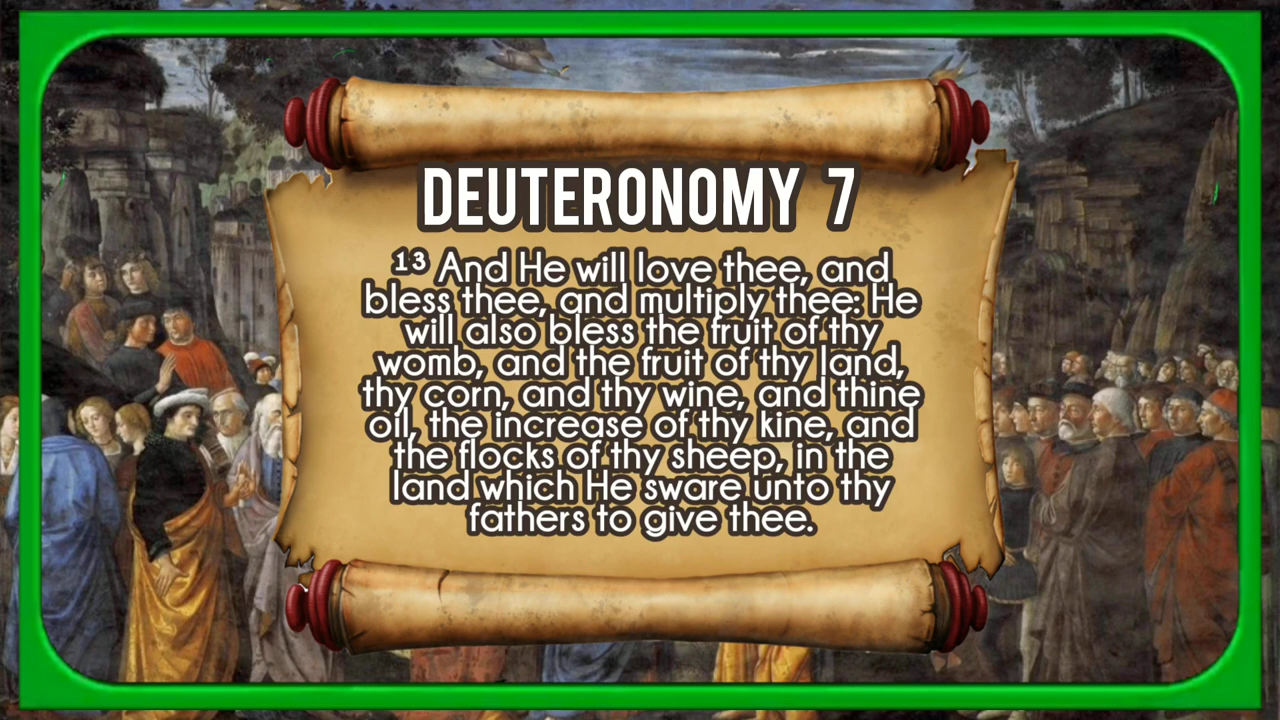 DEUTERONOMY 7
¹³ And He will love thee, and
bless thee, and multiply thee: He
will also bless the fruit of thy
womb, and the fruit of thy land,
thy corn, and thy wine, and thine
oil, the increase of thy kine, and
the flocks of thy sheep, in the
land which He sware unto thy
fathers to give thee.